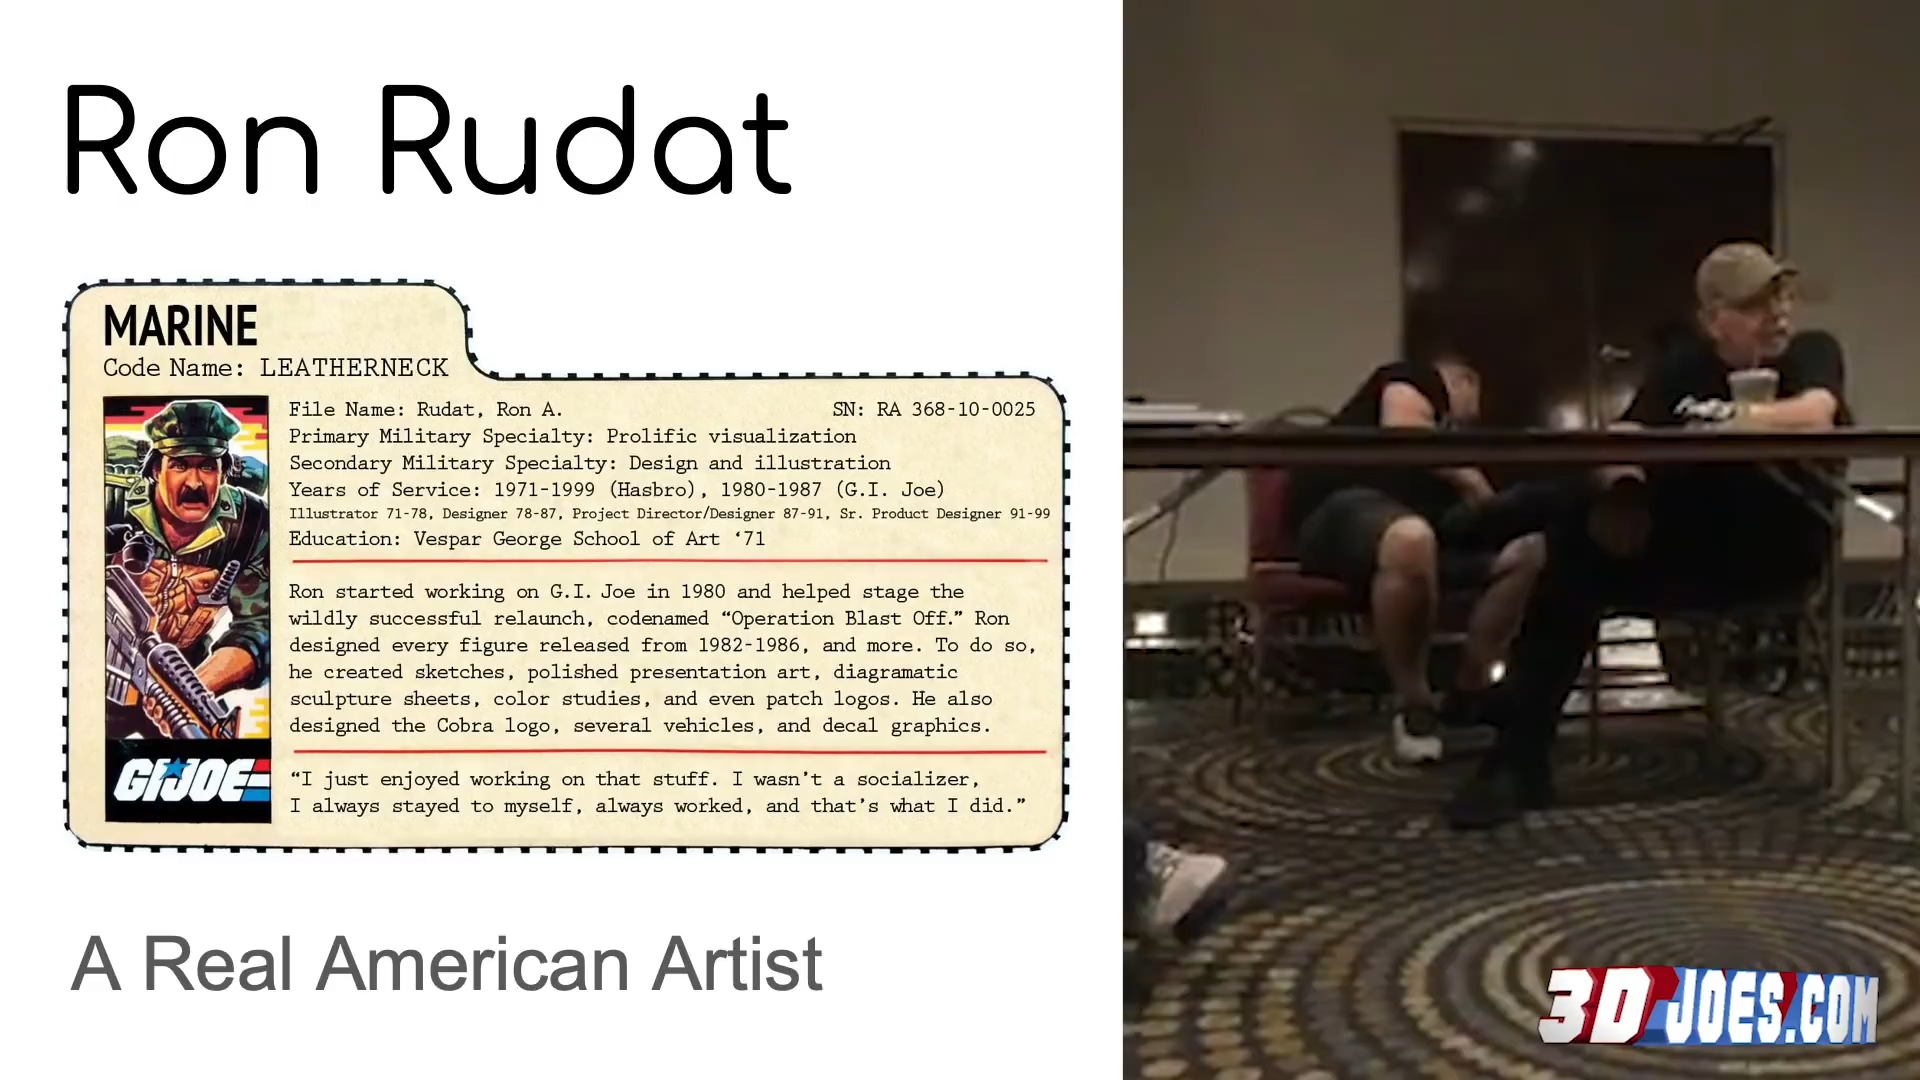 Ron Rudat
MARINE
Code Name: LEATHERNECK
File Name: Rudat, Ron A.
SN: RA 368-10-0025
Primary Military Specialty: Prolific visualization
Secondary Military Specialty: Design and illustration
Years of Service: 1971-1999 (Hasbro), 1980-1987 (G.I. Joe)
Illustrator 71-78, Designer 78-87, Project Director/Designer 87-91, Sr. Product Designer 91-99
Education: Vespar George School of Art ‘71
Ron started working on G.I. Joe in 1980 and helped stage the
wildly successful relaunch, codenamed “Operation Blast Off.” Ron
designed every figure released from 1982-1986, and more. To do so,
he created sketches, polished presentation art, diagramatic
sculpture sheets, color studies, and even patch logos. He also
designed the Cobra logo, several vehicles, and decal graphics.
“I just enjoyed working on that stuff. I wasn’t a socializer,
I always stayed to myself, always worked, and that’s what I did.”
GI JOE
A Real American Artist
3DJOES.COM